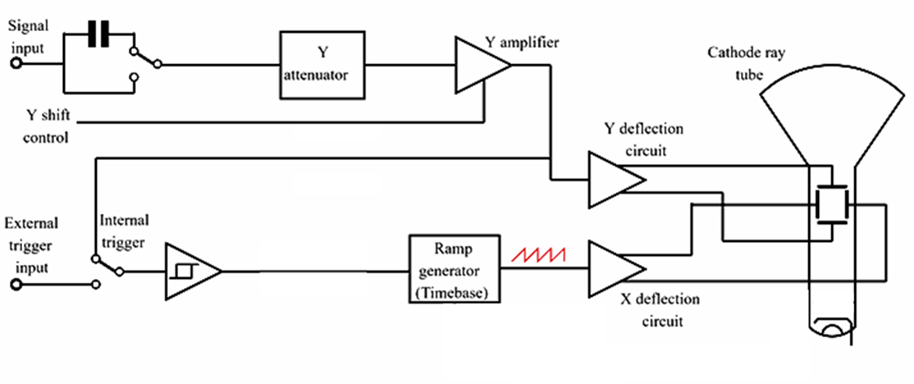 Signal
input
Y
attenuator
Y amplifier
Cathode ray
tube
Y shift
control
Y deflection
circuit
External
trigger
input
Internal
trigger
Ramp
generator
(Timebase)
X deflection
circuit